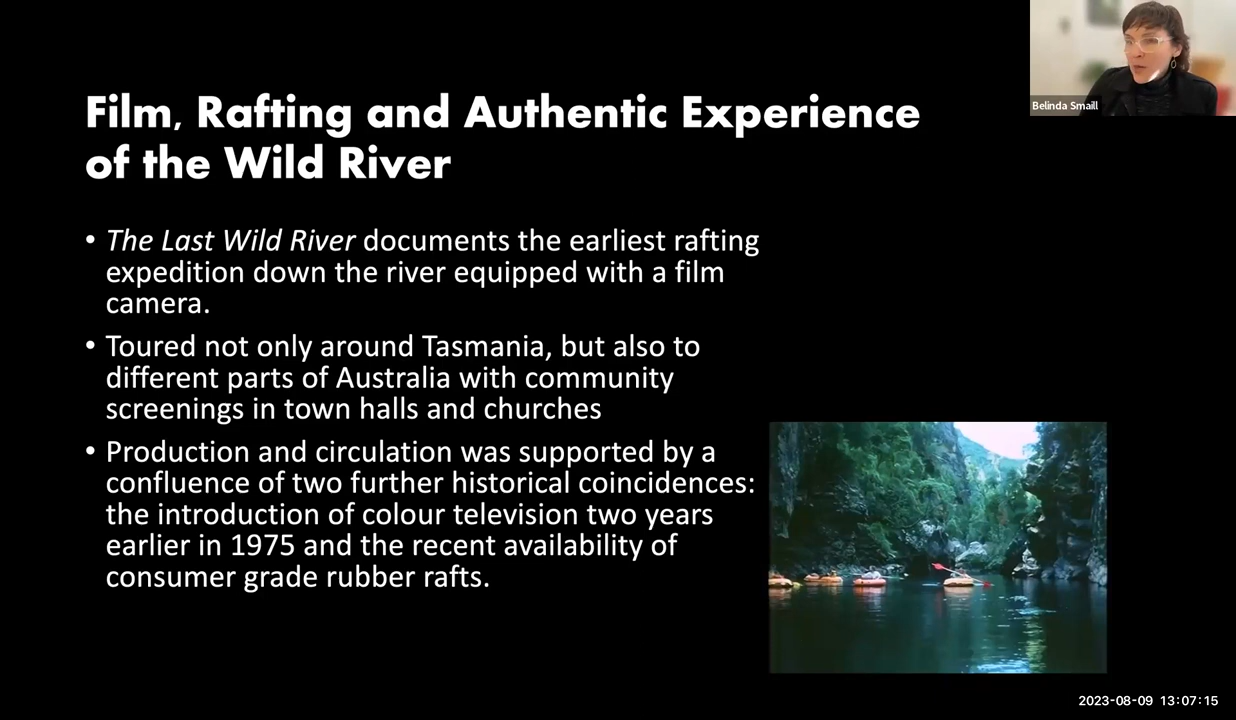 Film, Rafting and Authentic Experience
of the Wild River
• The Last Wild River documents the earliest rafting
expedition down the river equipped with a film
camera.
• Toured not only around Tasmania, but also to
different parts of Australia with community
screenings in town halls and churches
• Production and circulation was supported by a
confluence of two further historical coincidences:
the introduction of colour television two years
earlier in 1975 and the recent availability of
consumer grade rubber rafts.
Belinda Smaill
2023-08-09 13:07:15